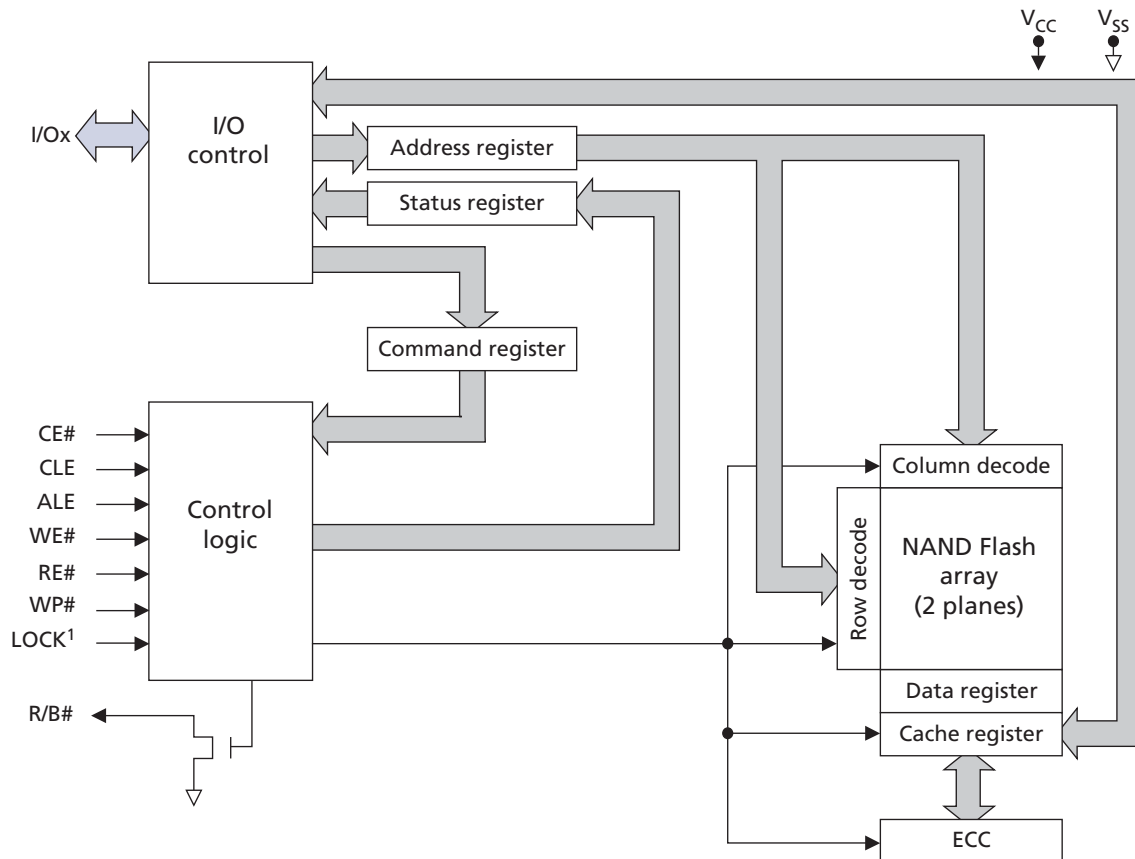 V_CC
V_SS
I/Ox
I/O
control
Address register
Status register
Command register
CE#
CLE
ALE
WE#
RE#
WP#
LOCK¹
Control
logic
R/B#
Column decode
Row decode
NAND Flash
array
(2 planes)
Data register
Cache register
ECC